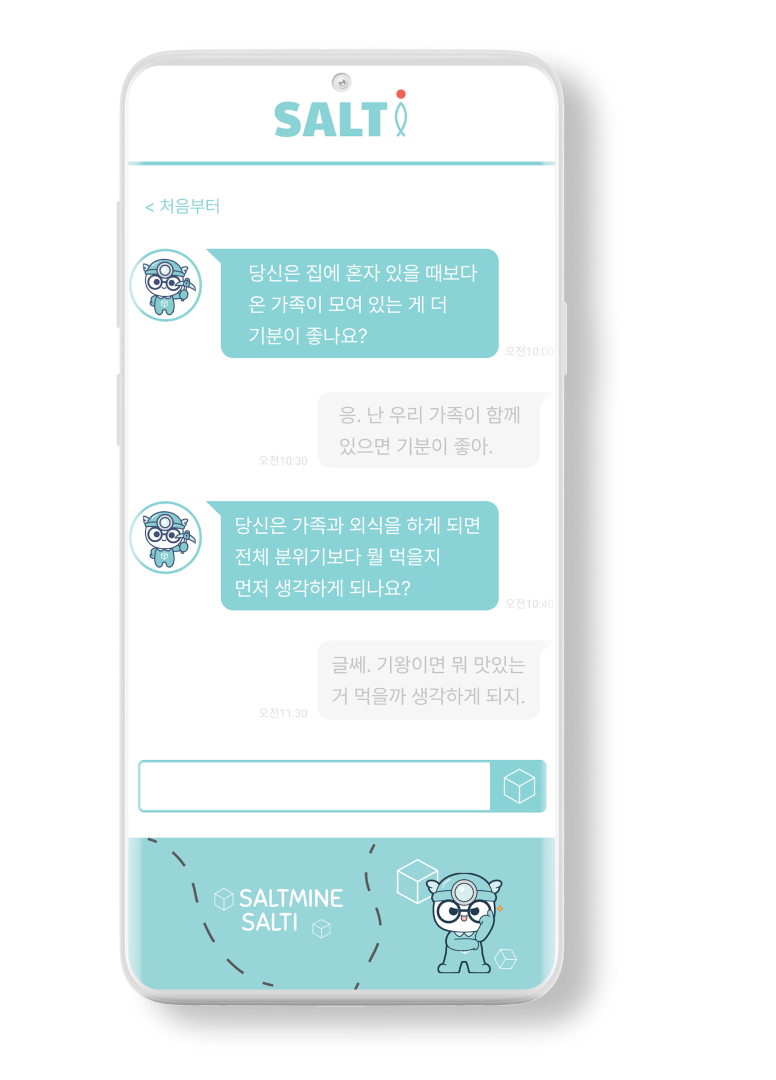 SALTi
< 처음부터
당신은 집에 혼자 있을 때보다
온 가족이 모여 있는 게 더
기분이 좋나요?
오전10:00
응. 난 우리 가족이 함께
있으면 기분이 좋아.
오전10:30
당신은 가족과 외식을 하게 되면
전체 분위기보다 뭘 먹을지
먼저 생각하게 되나요?
오전10:40
글쎄. 기왕이면 뭐 맛있는
거 먹을까 생각하게 되지.
오전11:30
SALTMINE
SALTI